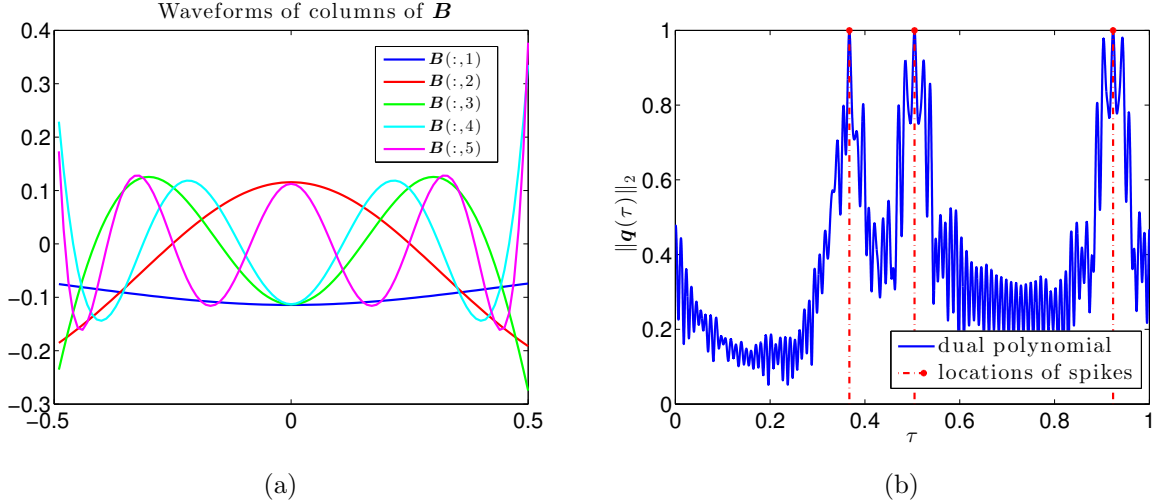 Waveforms of columns of B
0.4
0.3
0.2
0.1
0
−0.1
−0.2
−0.3
−0.5
0
0.5
B(:,1)
B(:,2)
B(:,3)
B(:,4)
B(:,5)
(a)
‖q(τ)‖₂
1
0.8
0.6
0.4
0.2
0
0
0.2
0.4
0.6
0.8
1
τ
dual polynomial
locations of spikes
(b)